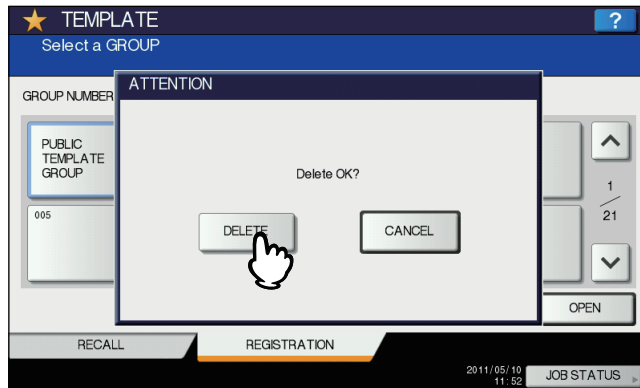 TEMPLATE
?
Select a GROUP
GROUP NUMBER
ATTENTION
PUBLIC
TEMPLATE
GROUP
Delete OK?
1
21
005
DELETE
CANCEL
OPEN
RECALL
REGISTRATION
2011/05/10
11:52
JOB STATUS